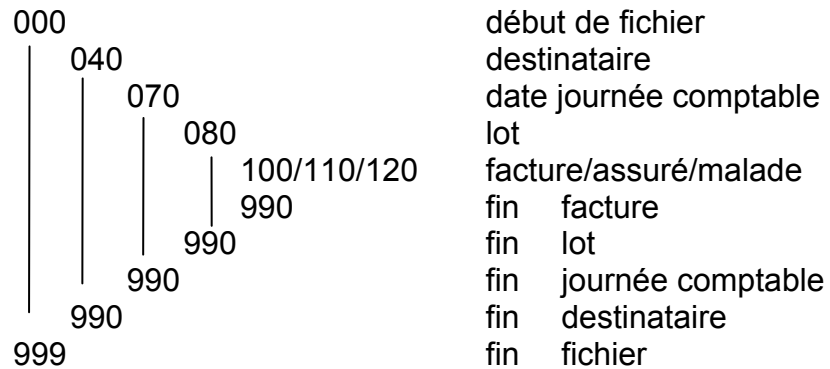 000 début de fichier
040 destinataire
070 date journée comptable
080 lot
100/110/120 facture/assuré/malade
990 fin facture
990 fin lot
990 fin journée comptable
990 fin destinataire
999 fin fichier